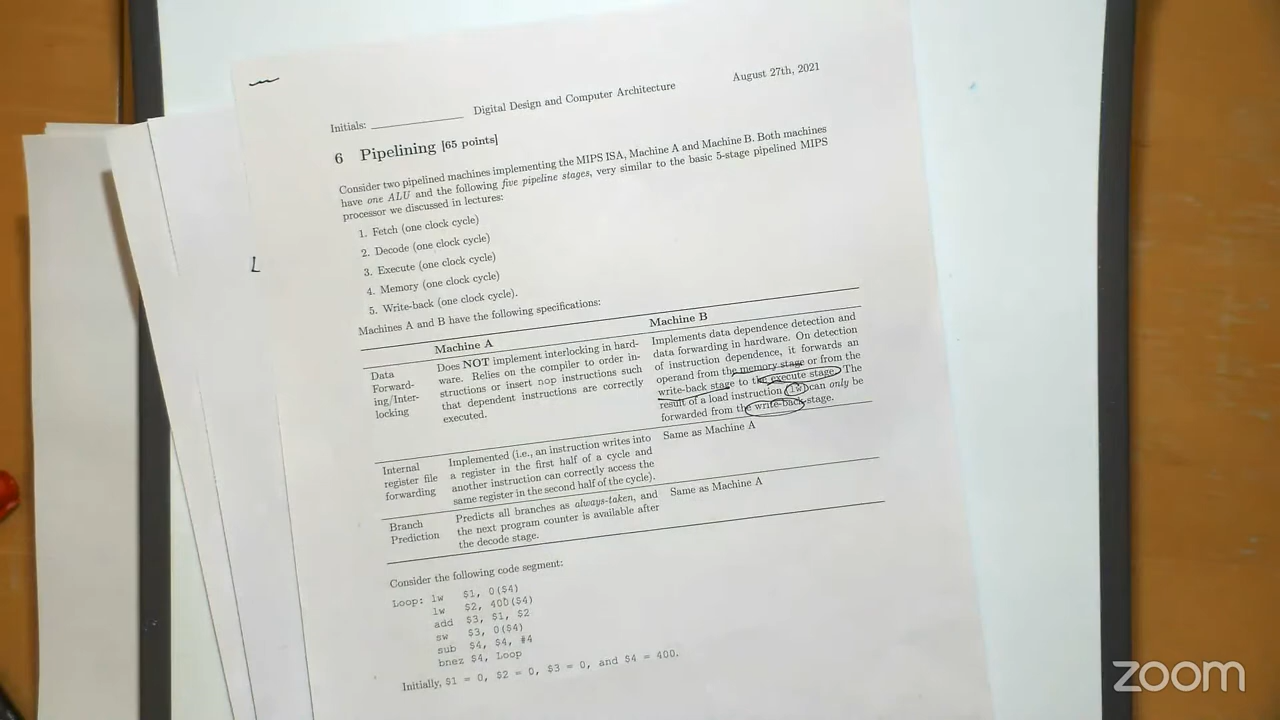 Initials: ____________ Digital Design and Computer Architecture August 27th, 2021
6 Pipelining [65 points]
Consider two pipelined machines implementing the MIPS ISA, Machine A and Machine B. Both machines
have one ALU and the following five pipeline stages, very similar to the basic 5-stage pipelined MIPS
processor we discussed in lectures:
1. Fetch (one clock cycle)
2. Decode (one clock cycle)
3. Execute (one clock cycle)
L
4. Memory (one clock cycle)
5. Write-back (one clock cycle).
Machines A and B have the following specifications:
Machine A
Machine B
Data
Forward-
ing/Inter-
locking
Does NOT implement interlocking in hard-
ware. Relies on the compiler to order in-
structions or insert nop instructions such
that dependent instructions are correctly
executed.
Implements data dependence detection and
data forwarding in hardware. On detection
of instruction dependence, it forwards an
operand from the memory stage or from the
write-back stage to the execute stage. The
result of a load instruction (lw) can only be
forwarded from the write-back stage.
Internal
register file
forwarding
Implemented (i.e., an instruction writes into
a register in the first half of a cycle and
another instruction can correctly access the
same register in the second half of the cycle).
Same as Machine A
Branch
Prediction
Predicts all branches as always-taken, and
the next program counter is available after
the decode stage.
Same as Machine A
Consider the following code segment:
Loop: lw $1, 0($4)
lw $2, 400($4)
add $3, $1, $2
sw $3, 0($4)
sub $4, $4, #4
bnez $4, Loop
Initially, $1 = 0, $2 = 0, $3 = 0, and $4 = 400.
zoom